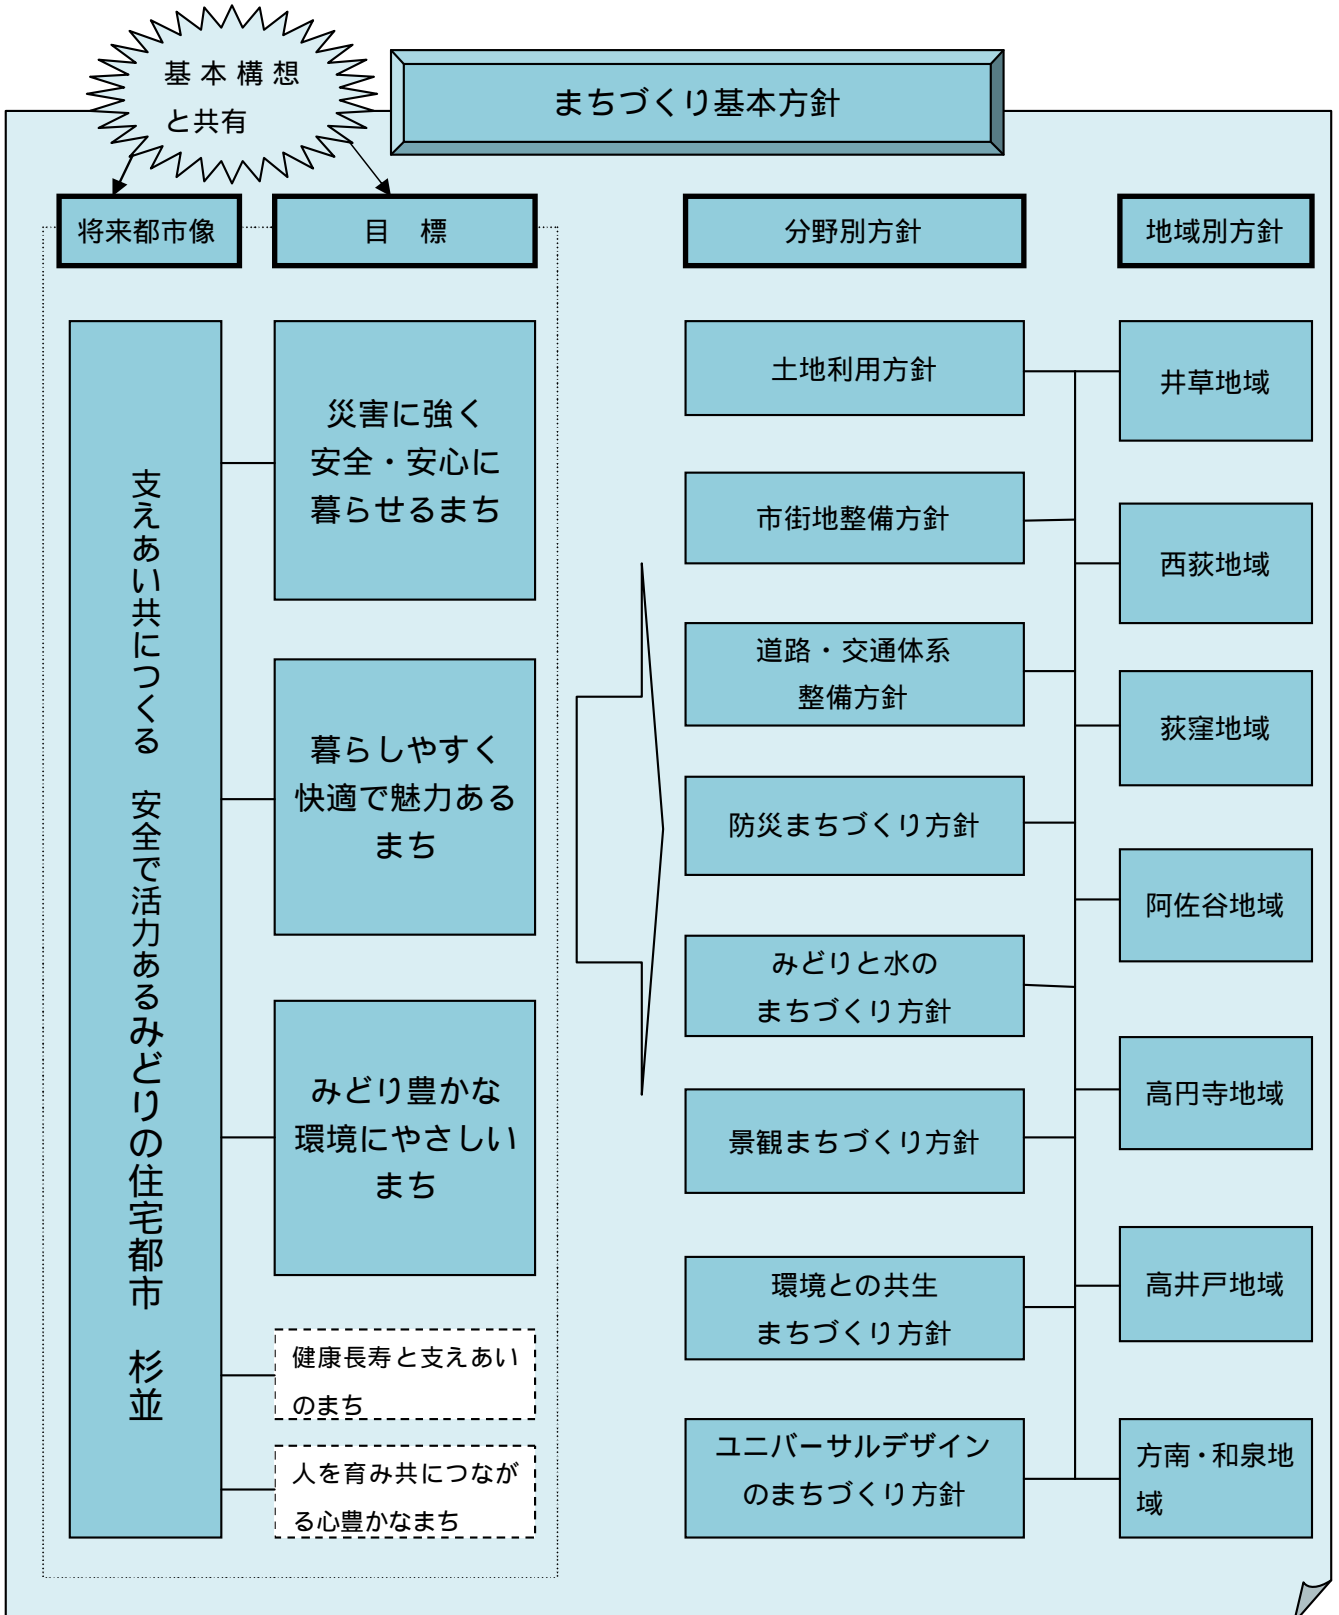 基本構想
と共有
まちづくり基本方針
将来都市像
目　標
分野別方針
地域別方針
支えあい共につくる　安全で活力あるみどりの住宅都市　杉並
災害に強く
安全・安心に
暮らせるまち
暮らしやすく
快適で魅力ある
まち
みどり豊かな
環境にやさしい
まち
健康長寿と支えあい
のまち
人を育み共につなが
る心豊かなまち
土地利用方針
市街地整備方針
道路・交通体系
整備方針
防災まちづくり方針
みどりと水の
まちづくり方針
景観まちづくり方針
環境との共生
まちづくり方針
ユニバーサルデザイン
のまちづくり方針
井草地域
西荻地域
荻窪地域
阿佐谷地域
高円寺地域
高井戸地域
方南・和泉地
域